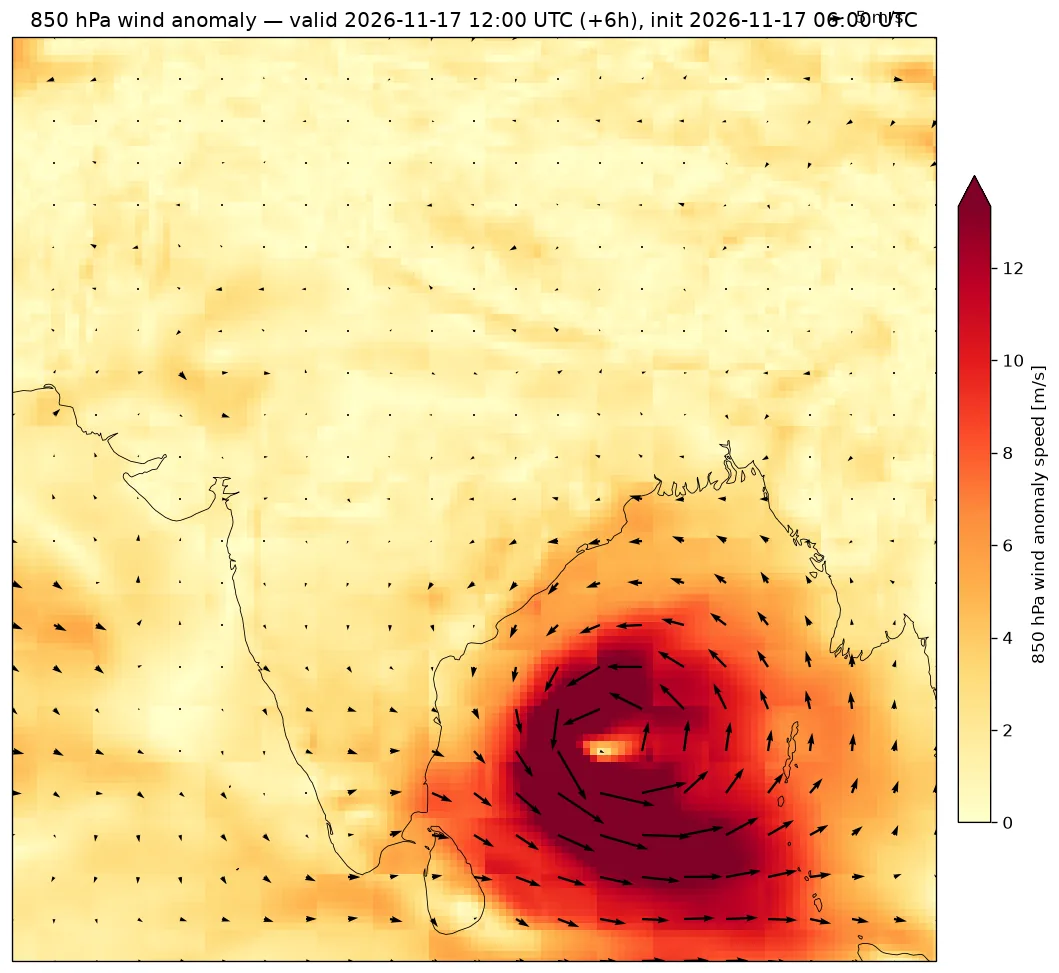 850 hPa wind anomaly — valid 2026-11-17 12:00 UTC (+6h), init 2026-11-17 06:00 UTC
5 m/s
12
10
8
6
4
2
0
850 hPa wind anomaly speed [m/s]